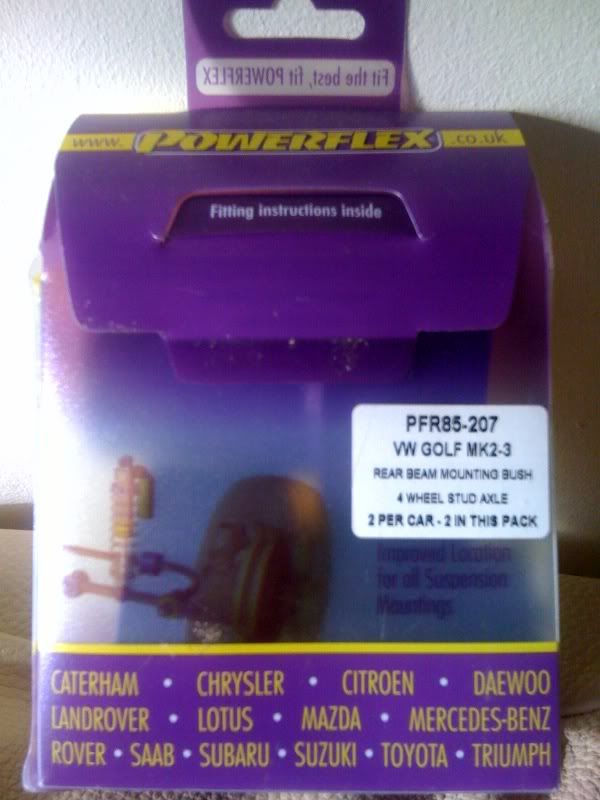 Fit the best, fit POWERFLEX
www. POWERFLEX .co.uk
Fitting instructions inside
PFR85-207
VW GOLF MK2-3
REAR BEAM MOUNTING BUSH
4 WHEEL STUD AXLE
2 PER CAR - 2 IN THIS PACK
Improved Location
for all Suspension
Mountings
CATERHAM • CHRYSLER • CITROEN • DAEWOO
LANDROVER • LOTUS • MAZDA • MERCEDES-BENZ
ROVER • SAAB • SUBARU • SUZUKI • TOYOTA • TRIUMPH